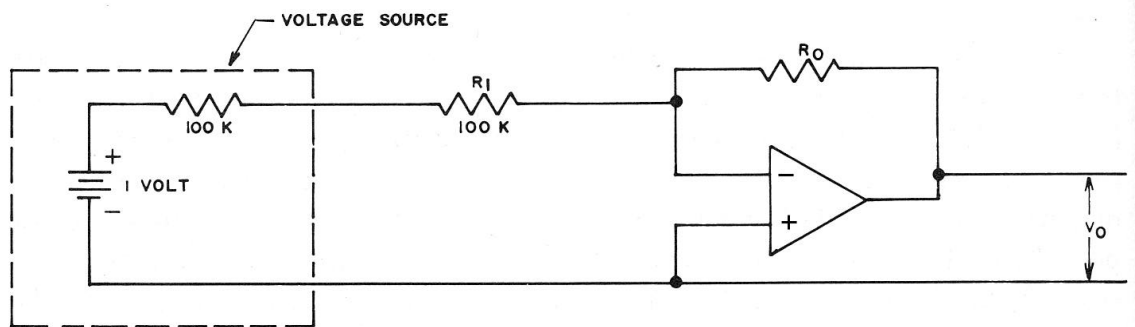 VOLTAGE SOURCE
R1
100 K
100 K
RO
+
1 VOLT
−
−
+
VO